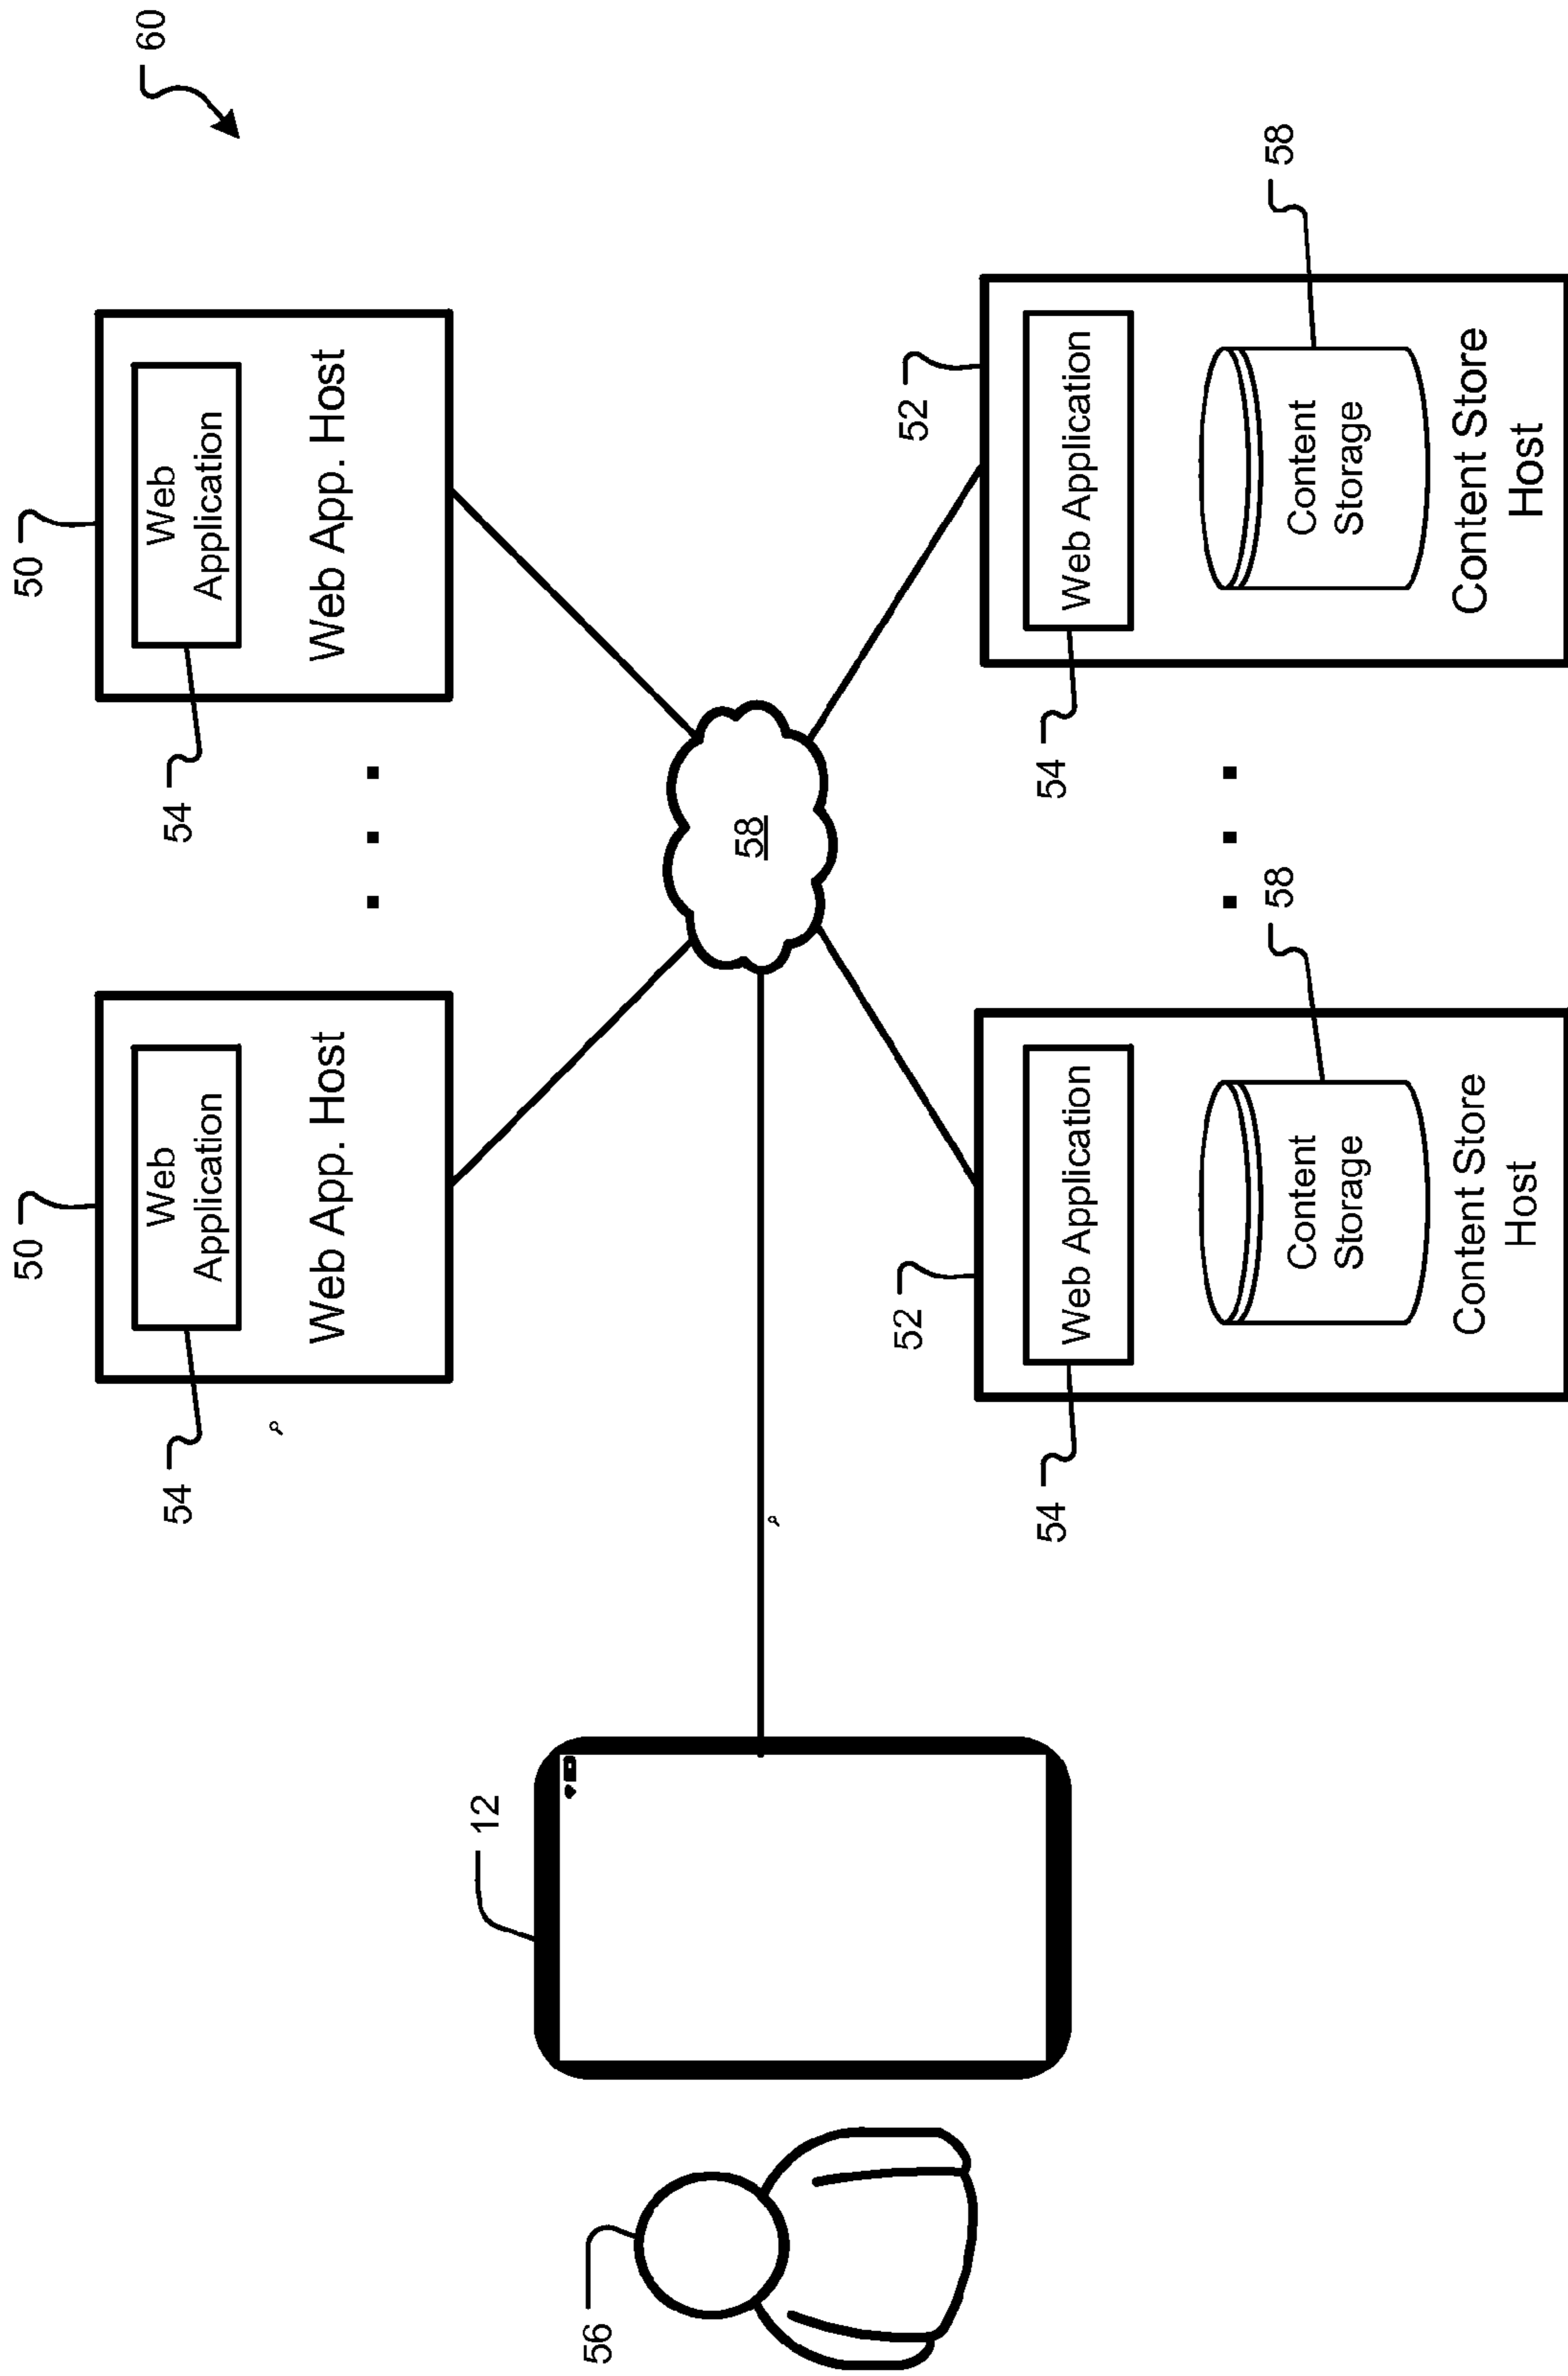 60
50
Web
Application
54
Web App. Host
50
Web
Application
54
Web App. Host
12
56
58
52
54
Web Application
58
Content
Storage
Content Store
Host
52
54
Web Application
58
Content
Storage
Content Store
Host